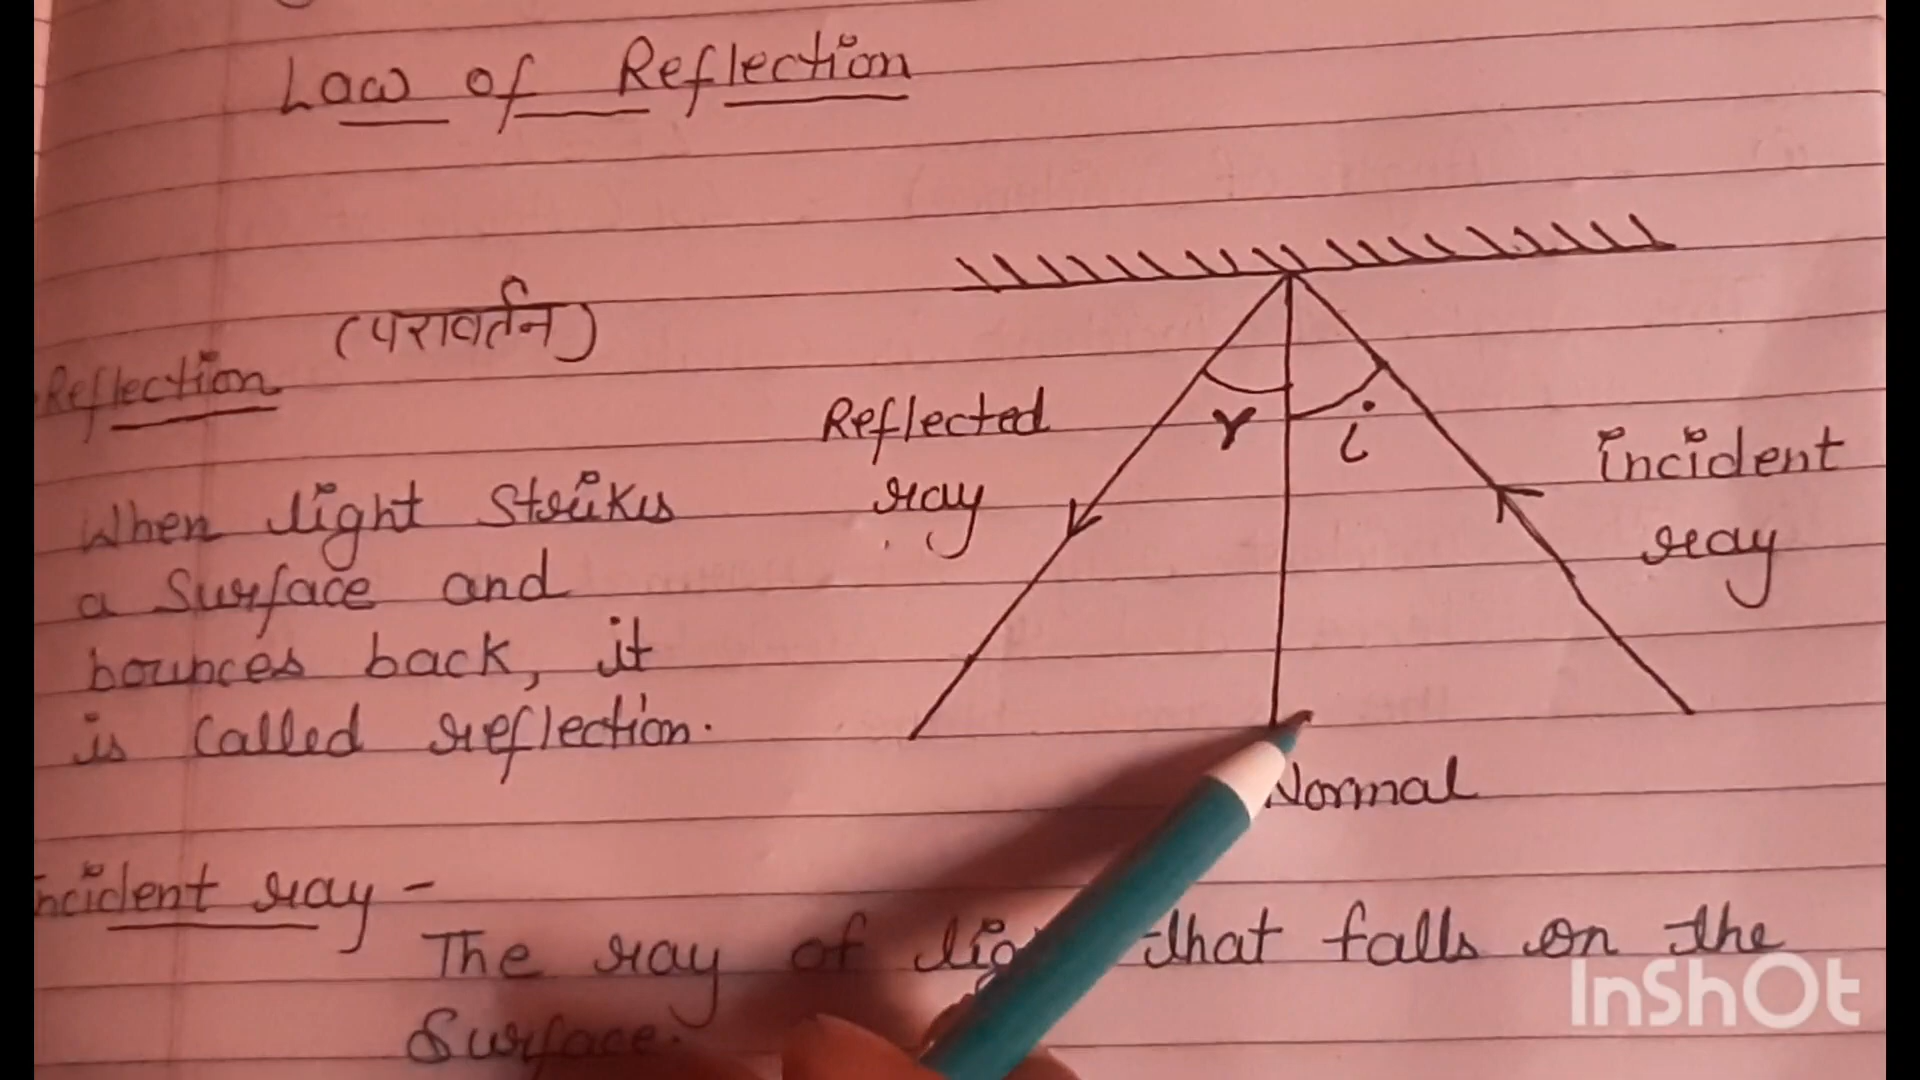 Law of Reflection
(परावर्तन)
Reflection
When light strikes
a Surface and
bounces back, it
is called reflection.
Reflected
ray
r
i
incident
ray
Normal
ncident ray -
The ray of that falls on the
Surface.
InShOt